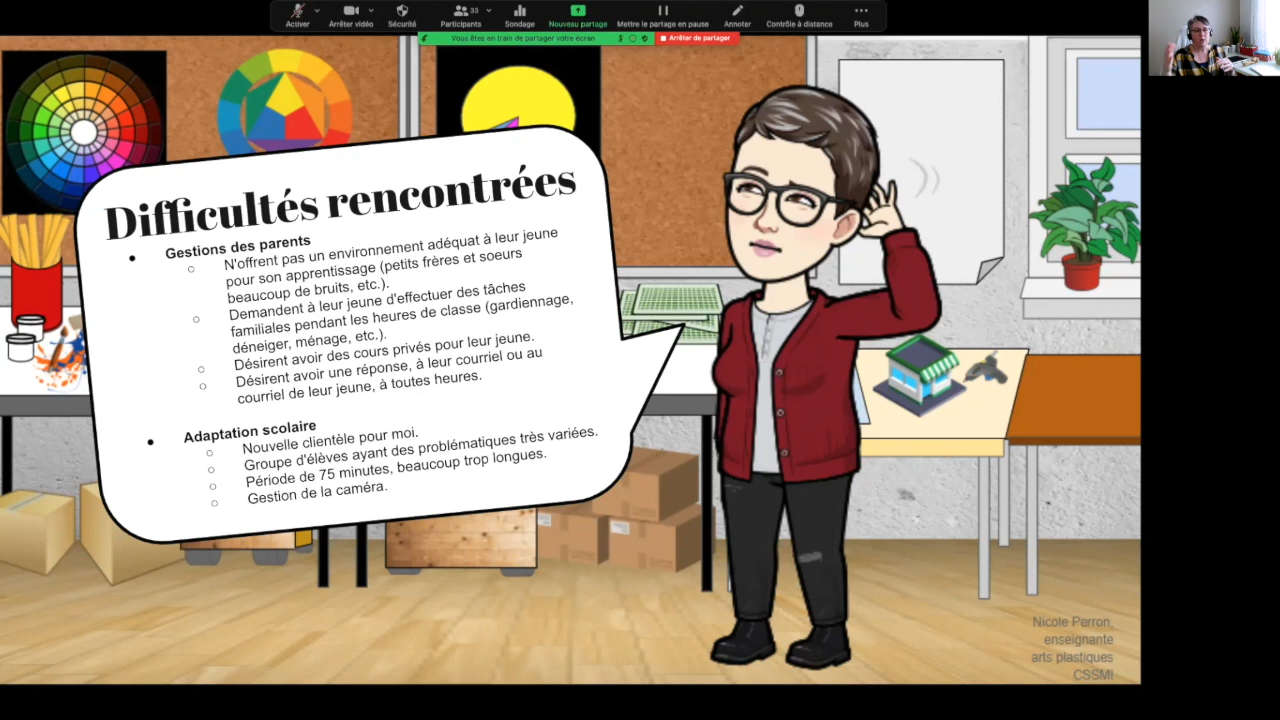 Activer
Arrêter vidéo
Sécurité
33
Participants
Sondage
Nouveau partage
Mettre le partage en pause
Annoter
Contrôle à distance
Plus
Vous êtes en train de partager votre écran
Arrêter de partager
Difficultés rencontrées
Gestions des parents
N'offrent pas un environnement adéquat à leur jeune
pour son apprentissage (petits frères et soeurs
beaucoup de bruits, etc.).
Demandent à leur jeune d'effectuer des tâches
familiales pendant les heures de classe (gardiennage,
déneiger, ménage, etc.).
Désirent avoir des cours privés pour leur jeune.
Désirent avoir une réponse, à leur courriel ou au
courriel de leur jeune, à toutes heures.
Adaptation scolaire
Nouvelle clientèle pour moi.
Groupe d'élèves ayant des problématiques très variées.
Période de 75 minutes, beaucoup trop longues.
Gestion de la caméra.
Nicole Perron,
enseignante
arts plastiques
CSSMI